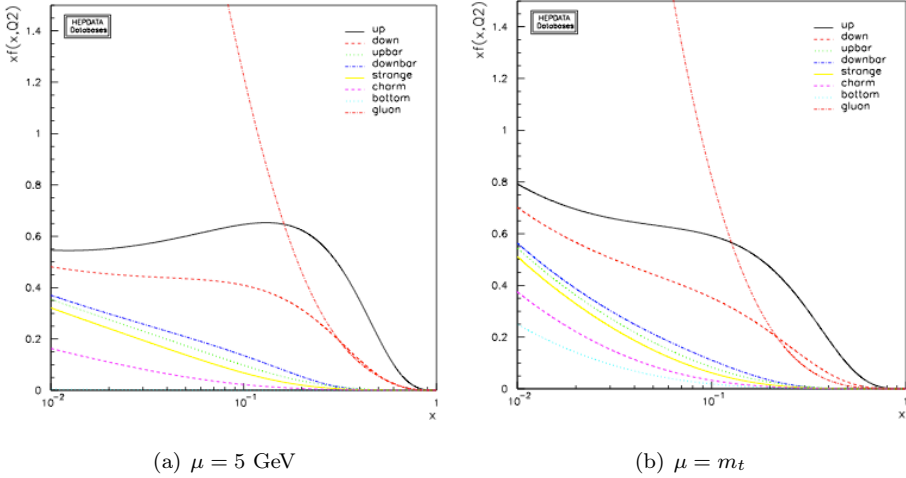 HEPDATA
Databases
xf(x,Q2)
1.4
1.2
1
0.8
0.6
0.4
0.2
0
10⁻²
10⁻¹
1
x
up
down
upbar
downbar
strange
charm
bottom
gluon
(a) μ = 5 GeV
HEPDATA
Databases
xf(x,Q2)
1.4
1.2
1
0.8
0.6
0.4
0.2
0
10⁻²
10⁻¹
1
x
up
down
upbar
downbar
strange
charm
bottom
gluon
(b) μ = mₜ